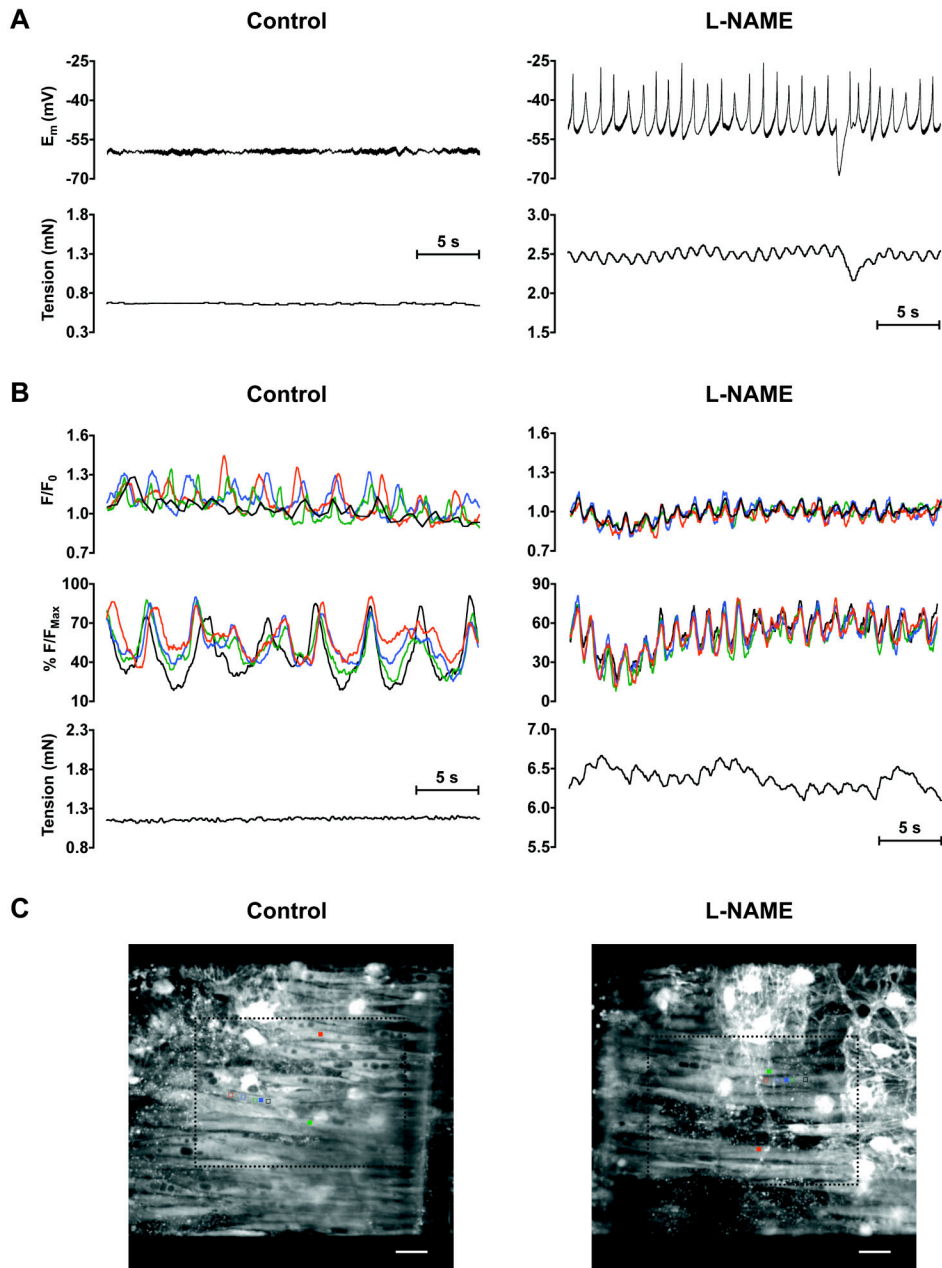 A
Control
L-NAME
Em (mV)
-25
-40
-55
-70
-25
-40
-55
-70
Tension (mN)
1.8
1.3
0.8
0.3
5 s
3.0
2.5
2.0
1.5
5 s
B
Control
L-NAME
F/F0
1.6
1.3
1.0
0.7
1.6
1.3
1.0
0.7
% F/FMax
100
70
40
10
90
60
30
0
Tension (mN)
2.3
1.8
1.3
0.8
5 s
7.0
6.5
6.0
5.5
5 s
C
Control
L-NAME